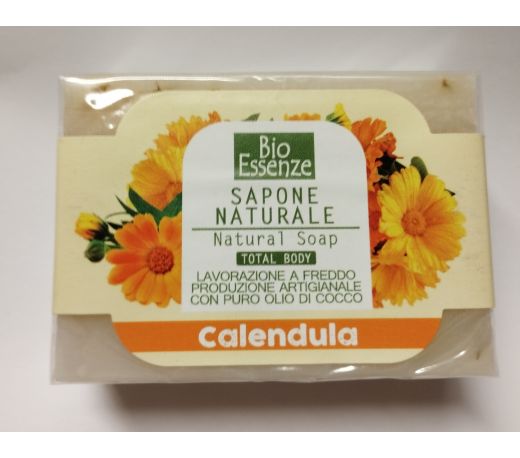 Bio
Essenze
SAPONE
NATURALE
Natural Soap
TOTAL BODY
LAVORAZIONE A FREDDO
PRODUZIONE ARTIGIANALE
CON PURO OLIO DI COCCO
Calendula